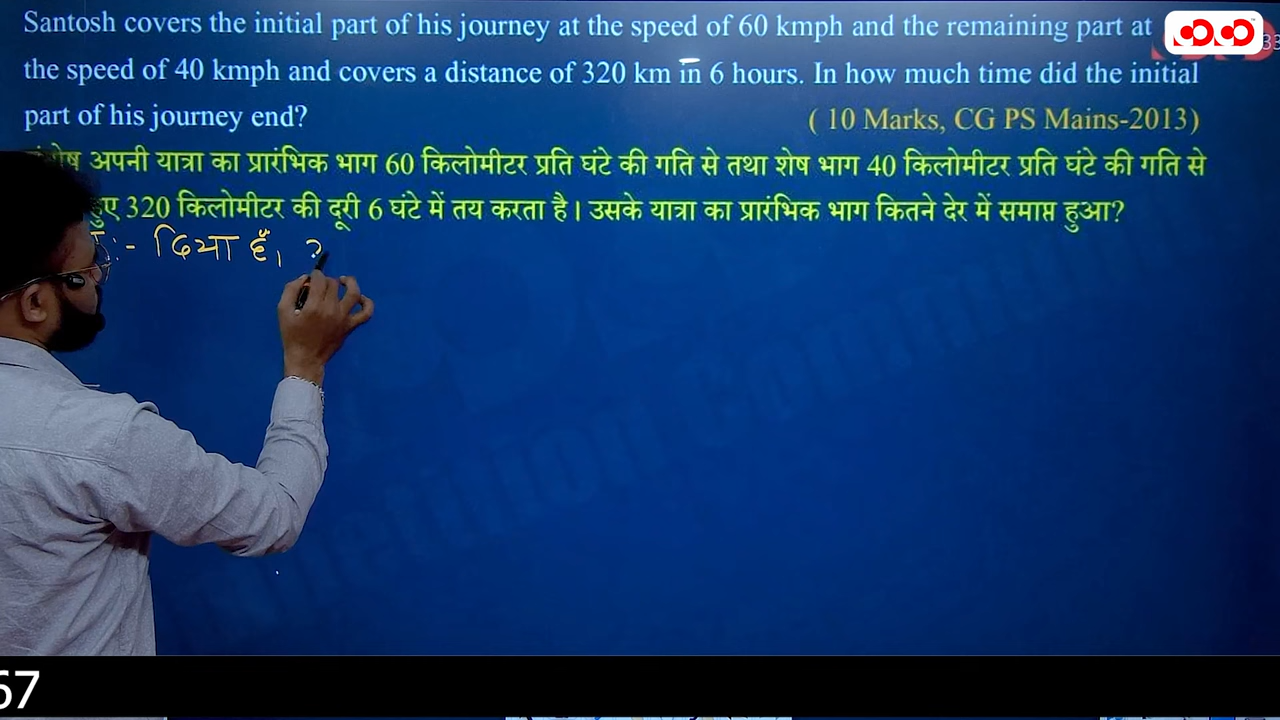 Santosh covers the initial part of his journey at the speed of 60 kmph and the remaining part at
the speed of 40 kmph and covers a distance of 320 km in 6 hours. In how much time did the initial
part of his journey end?
( 10 Marks, CG PS Mains-2013)
अपनी यात्रा का प्रारंभिक भाग 60 किलोमीटर प्रति घंटे की गति से तथा शेष भाग 40 किलोमीटर प्रति घंटे की गति से
हुए 320 किलोमीटर की दूरी 6 घंटे में तय करता है। उसके यात्रा का प्रारंभिक भाग कितने देर में समाप्त हुआ?
:- दिया हैं,
67